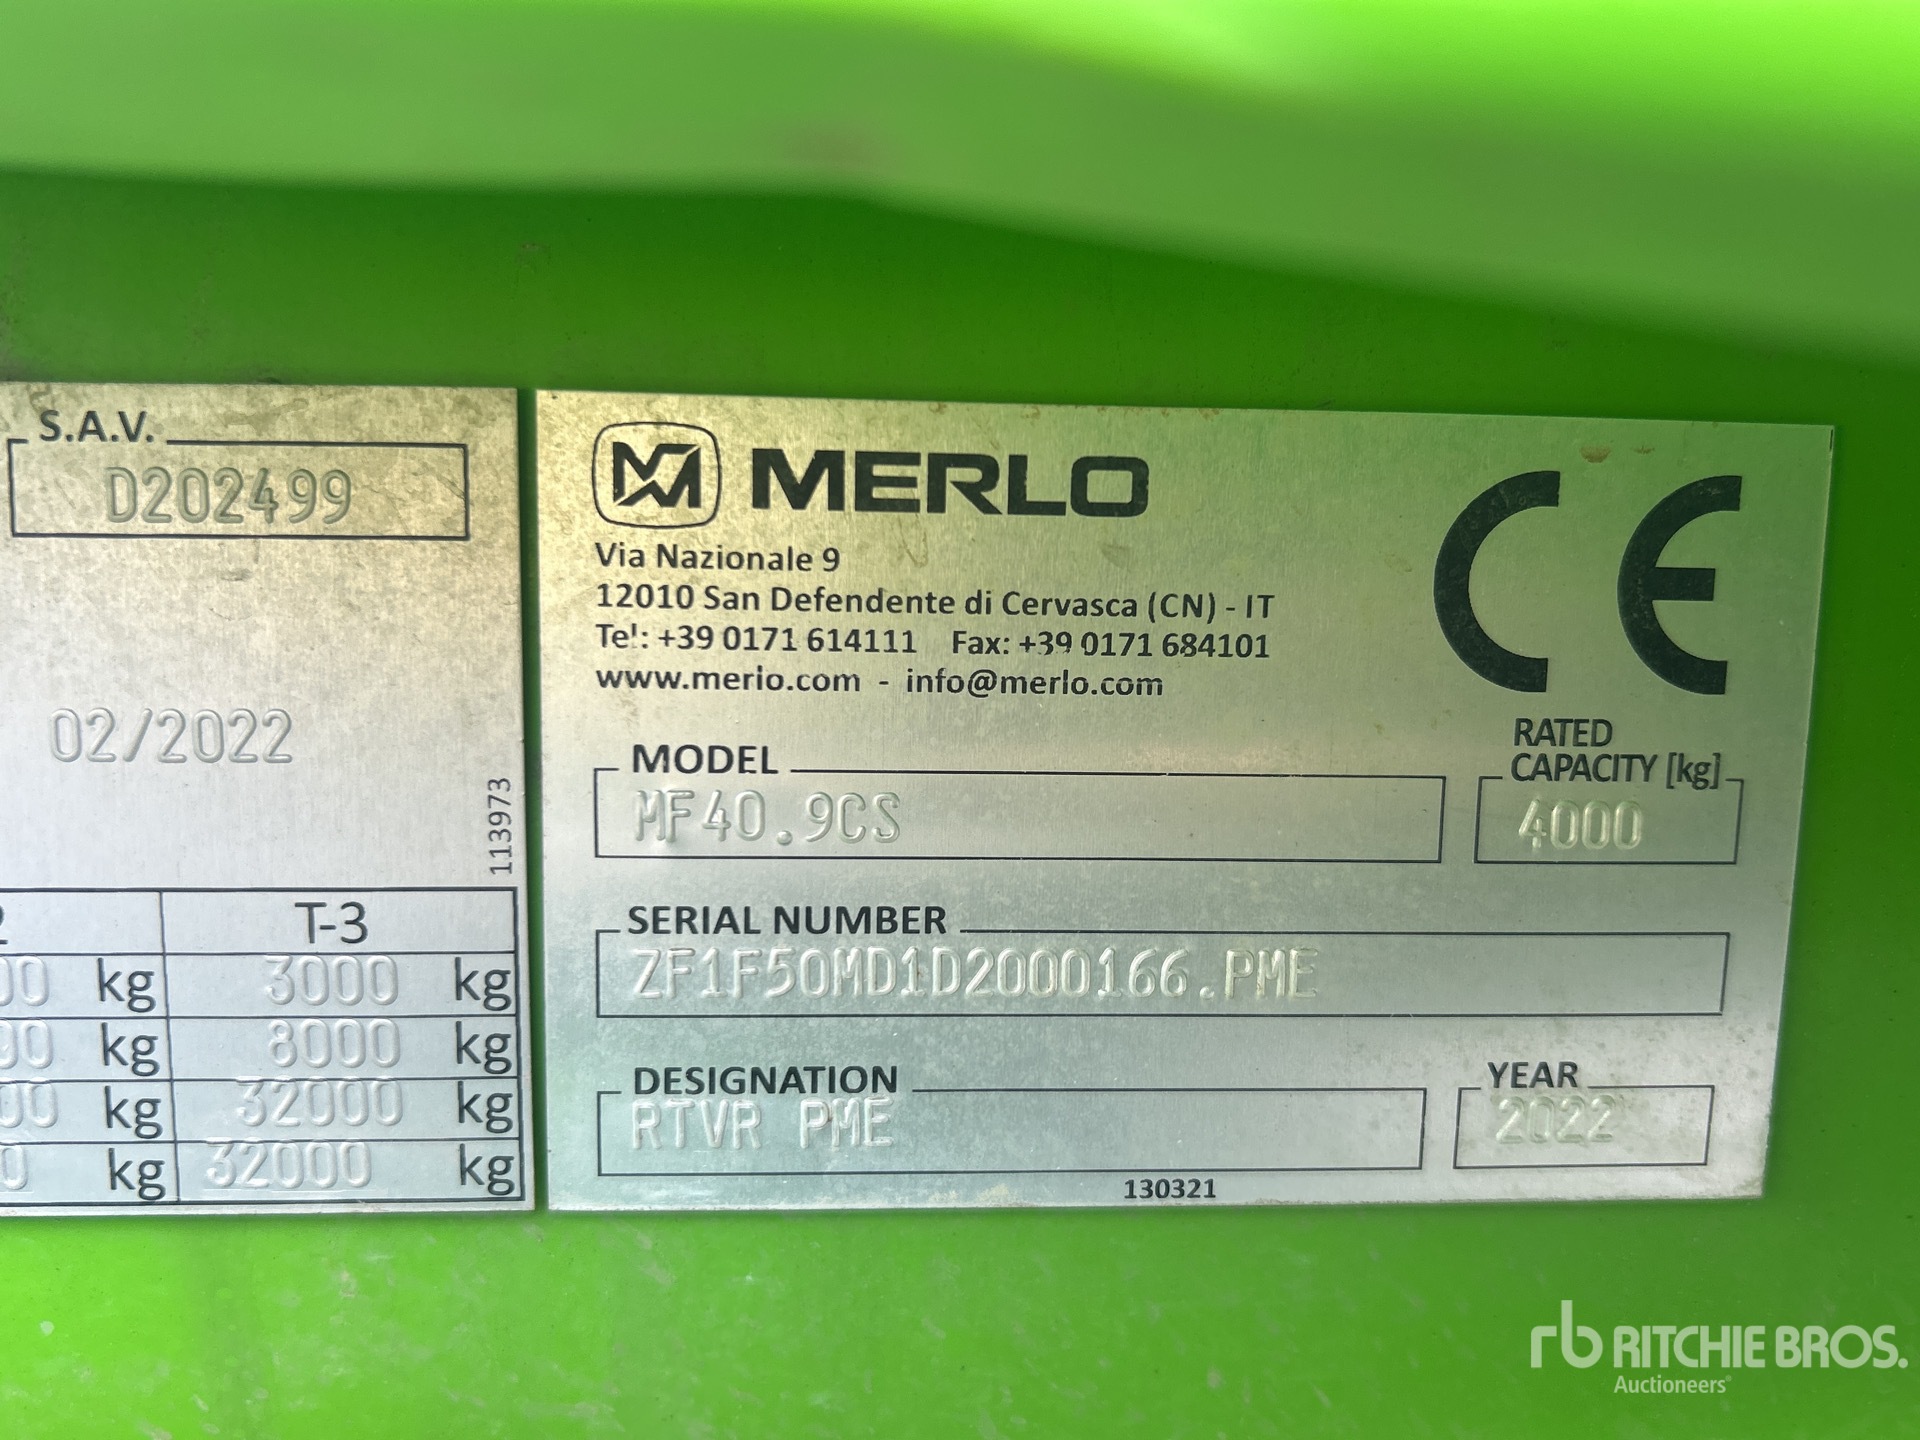 S.A.V.
D202499
02/2022
113973
T-3
kg 3000 kg
kg 8000 kg
kg 32000 kg
kg 32000 kg
MERLO
Via Nazionale 9
12010 San Defendente di Cervasca (CN) - IT
Tel: +39 0171 614111 Fax: +39 0171 684101
www.merlo.com - info@merlo.com
CE
MODEL
MF40.9CS
RATED
CAPACITY [kg]
4000
SERIAL NUMBER
ZF1F50MD1D2000166.PME
DESIGNATION
RTVR PME
YEAR
2022
130321
rb RITCHIE BROS.
Auctioneers